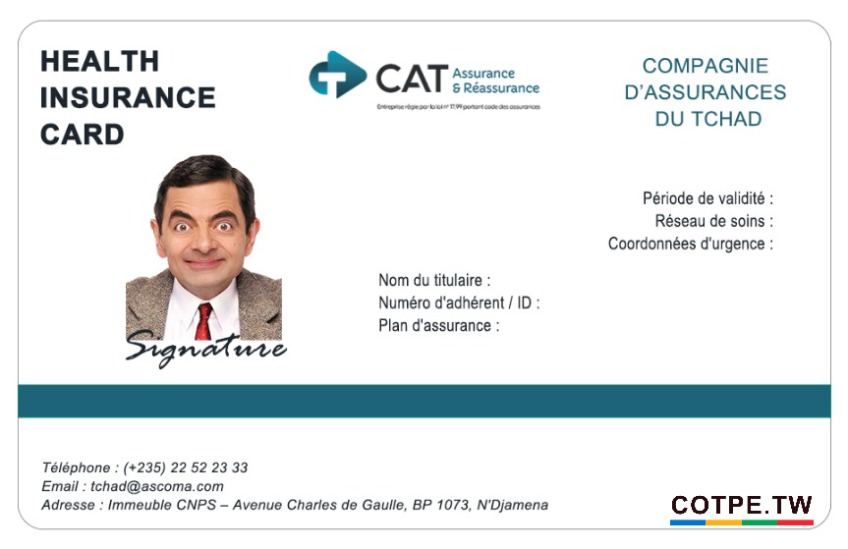 HEALTH
INSURANCE
CARD
CAT Assurance
& Réassurance
Entreprise régie par la loi n° 17.99 portant code des assurances
COMPAGNIE
D'ASSURANCES
DU TCHAD
Période de validité :
Réseau de soins :
Coordonnées d'urgence :
Nom du titulaire :
Numéro d'adhérent / ID :
Plan d'assurance :
Signature
Téléphone : (+235) 22 52 23 33
Email : tchad@ascoma.com
Adresse : Immeuble CNPS – Avenue Charles de Gaulle, BP 1073, N'Djamena
COTPE.TW